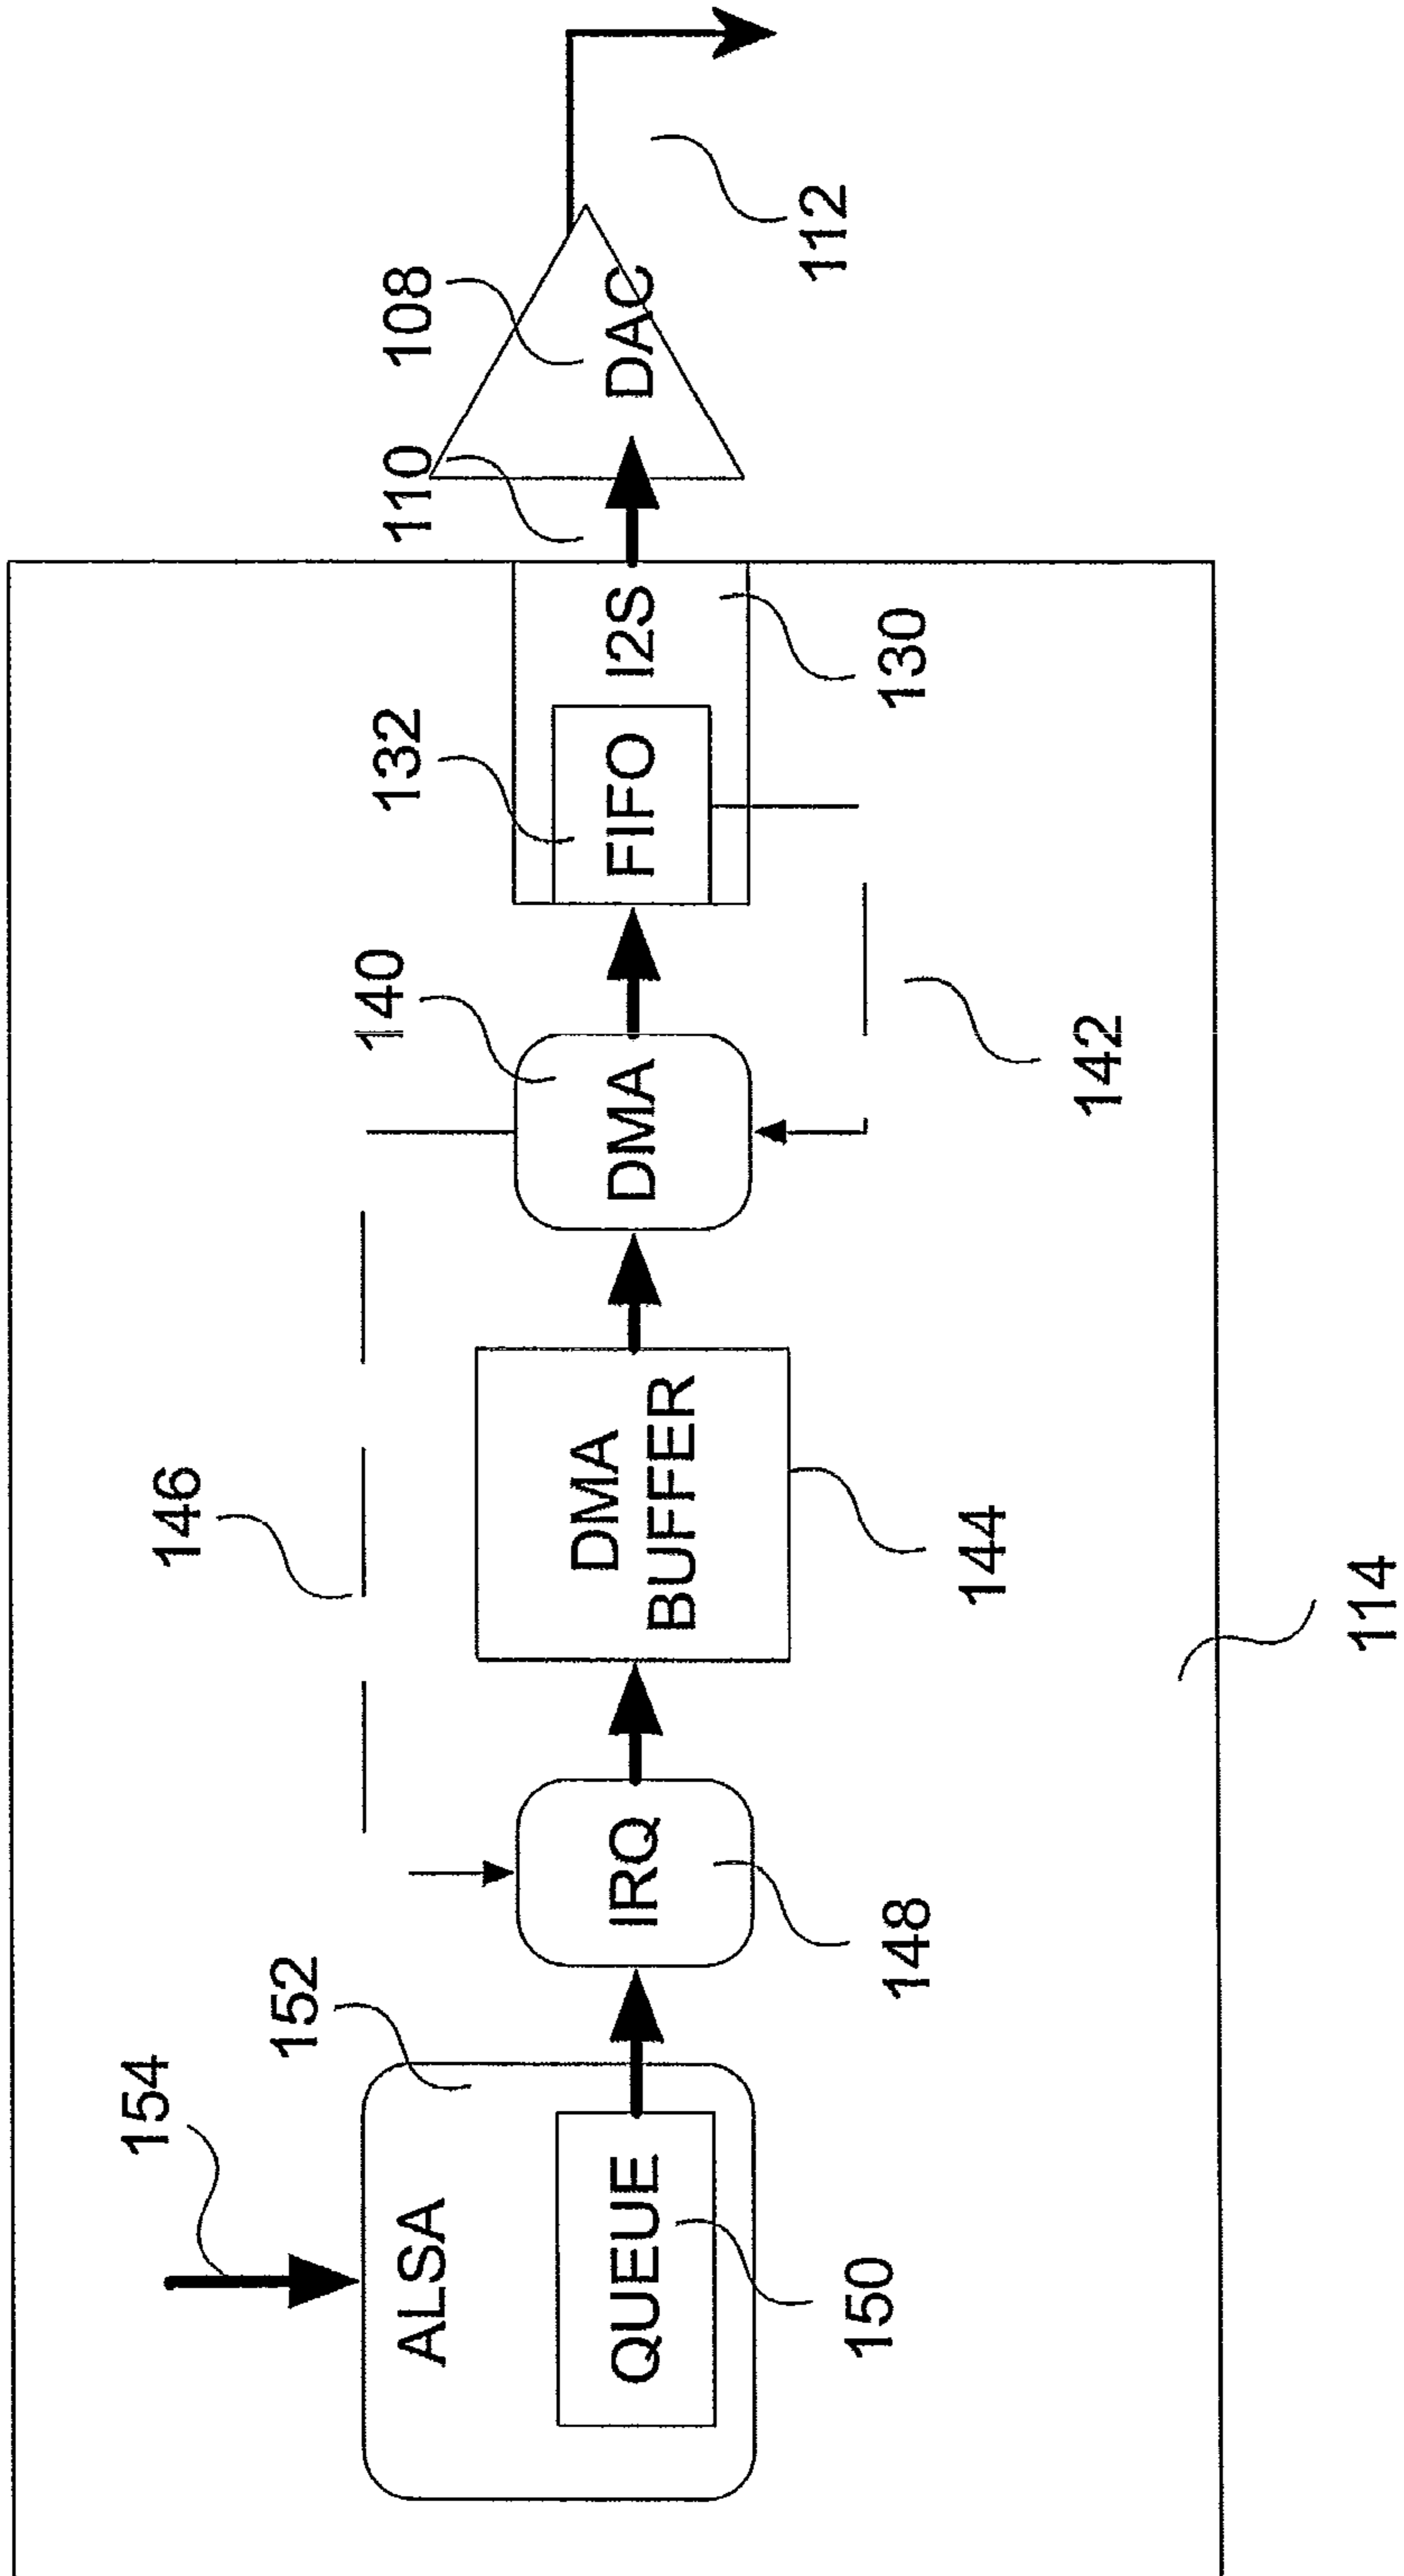 154
152
ALSA
QUEUE
150
IRQ
148
146
DMA
BUFFER
144
140
DMA
142
132
FIFO
I2S
130
110
108
DAC
112
114